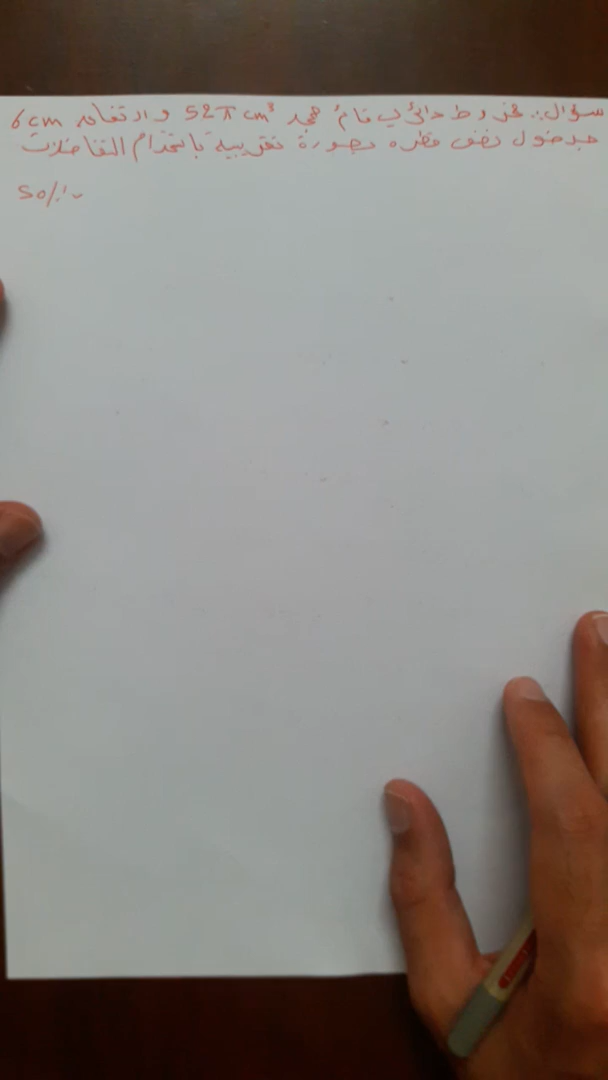 سؤال:. مخروط دائري قائم حجمه 52π cm³ وارتفاعه 6cm
جد طول نصف قطره بصورة تقريبية باستخدام التفاضلات
Sol/:~